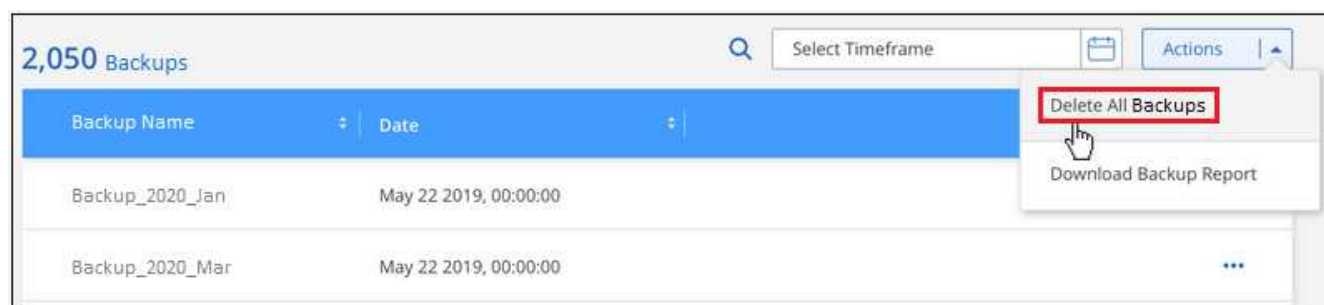 2,050 Backups
Select Timeframe
Actions
Delete All Backups
Download Backup Report
Backup Name
Date
Backup_2020_Jan
May 22 2019, 00:00:00
Backup_2020_Mar
May 22 2019, 00:00:00